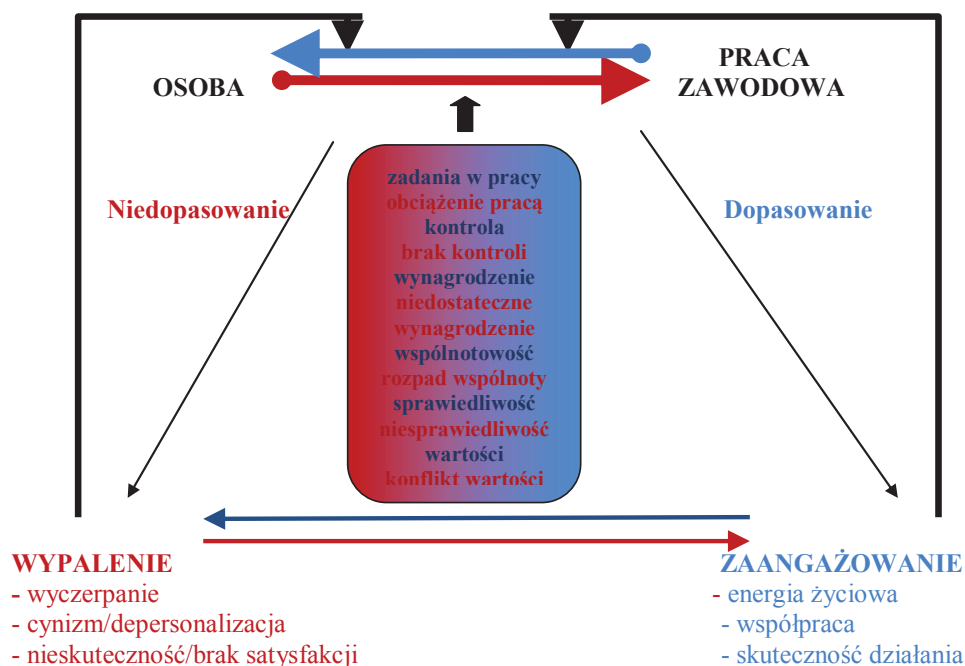 OSOBA
PRACA
ZAWODOWA
Niedopasowanie
Dopasowanie
zadania w pracy
obciążenie pracą
kontrola
brak kontroli
wynagrodzenie
niedostateczne
wynagrodzenie
wspólnotowość
rozpad wspólnoty
sprawiedliwość
niesprawiedliwość
wartości
konflikt wartości
WYPALENIE
- wyczerpanie
- cynizm/depersonalizacja
- nieskuteczność/brak satysfakcji
ZAANGAŻOWANIE
- energia życiowa
- współpraca
- skuteczność działania